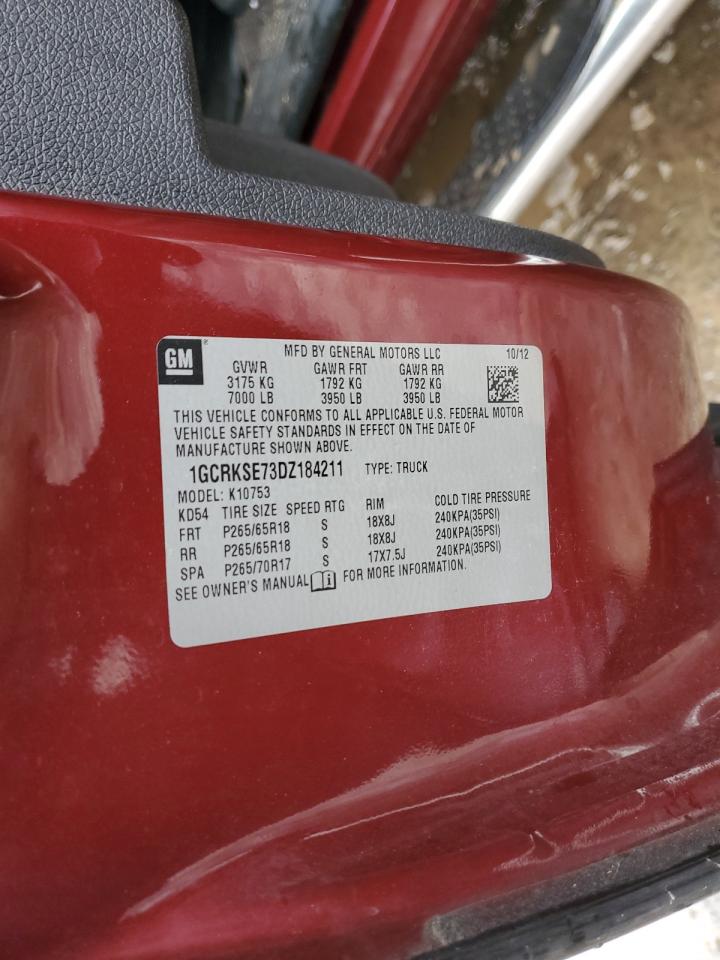 GM ® MFD BY GENERAL MOTORS LLC 10/12
GVWR GAWR FRT GAWR RR
3175 KG 1792 KG 1792 KG
7000 LB 3950 LB 3950 LB
THIS VEHICLE CONFORMS TO ALL APPLICABLE U.S. FEDERAL MOTOR
VEHICLE SAFETY STANDARDS IN EFFECT ON THE DATE OF
MANUFACTURE SHOWN ABOVE.
1GCRKSE73DZ184211 TYPE: TRUCK
MODEL: K10753
KD54 TIRE SIZE SPEED RTG RIM COLD TIRE PRESSURE
FRT P265/65R18 S 18X8J 240KPA(35PSI)
RR P265/65R18 S 18X8J 240KPA(35PSI)
SPA P265/70R17 S 17X7.5J 240KPA(35PSI)
SEE OWNER'S MANUAL FOR MORE INFORMATION.